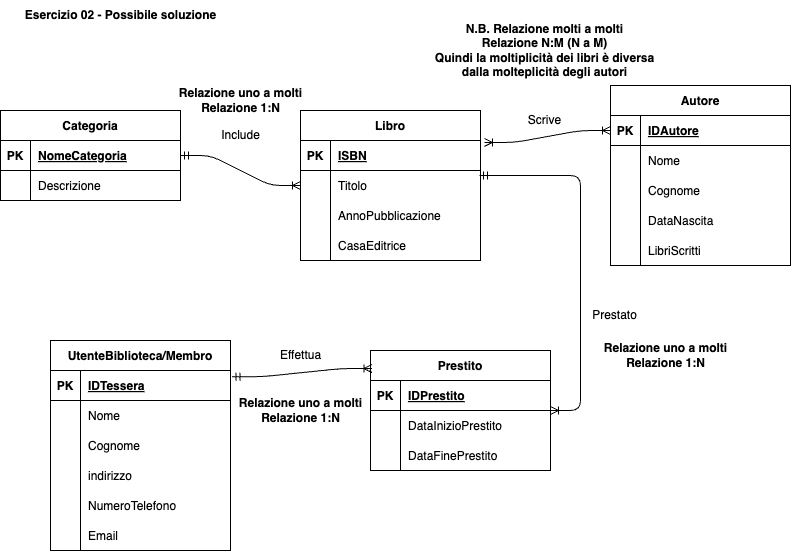 Esercizio 02 - Possibile soluzione
N.B. Relazione molti a molti
Relazione N:M (N a M)
Quindi la moltiplicità dei libri è diversa
dalla molteplicità degli autori
Relazione uno a molti
Relazione 1:N
Include
Scrive
Categoria
PK NomeCategoria
Descrizione
Libro
PK ISBN
Titolo
AnnoPubblicazione
CasaEditrice
Autore
PK IDAutore
Nome
Cognome
DataNascita
LibriScritti
Prestato
Relazione uno a molti
Relazione 1:N
UtenteBiblioteca/Membro
PK IDTessera
Nome
Cognome
indirizzo
NumeroTelefono
Email
Effettua
Relazione uno a molti
Relazione 1:N
Prestito
PK IDPrestito
DataInizioPrestito
DataFinePrestito